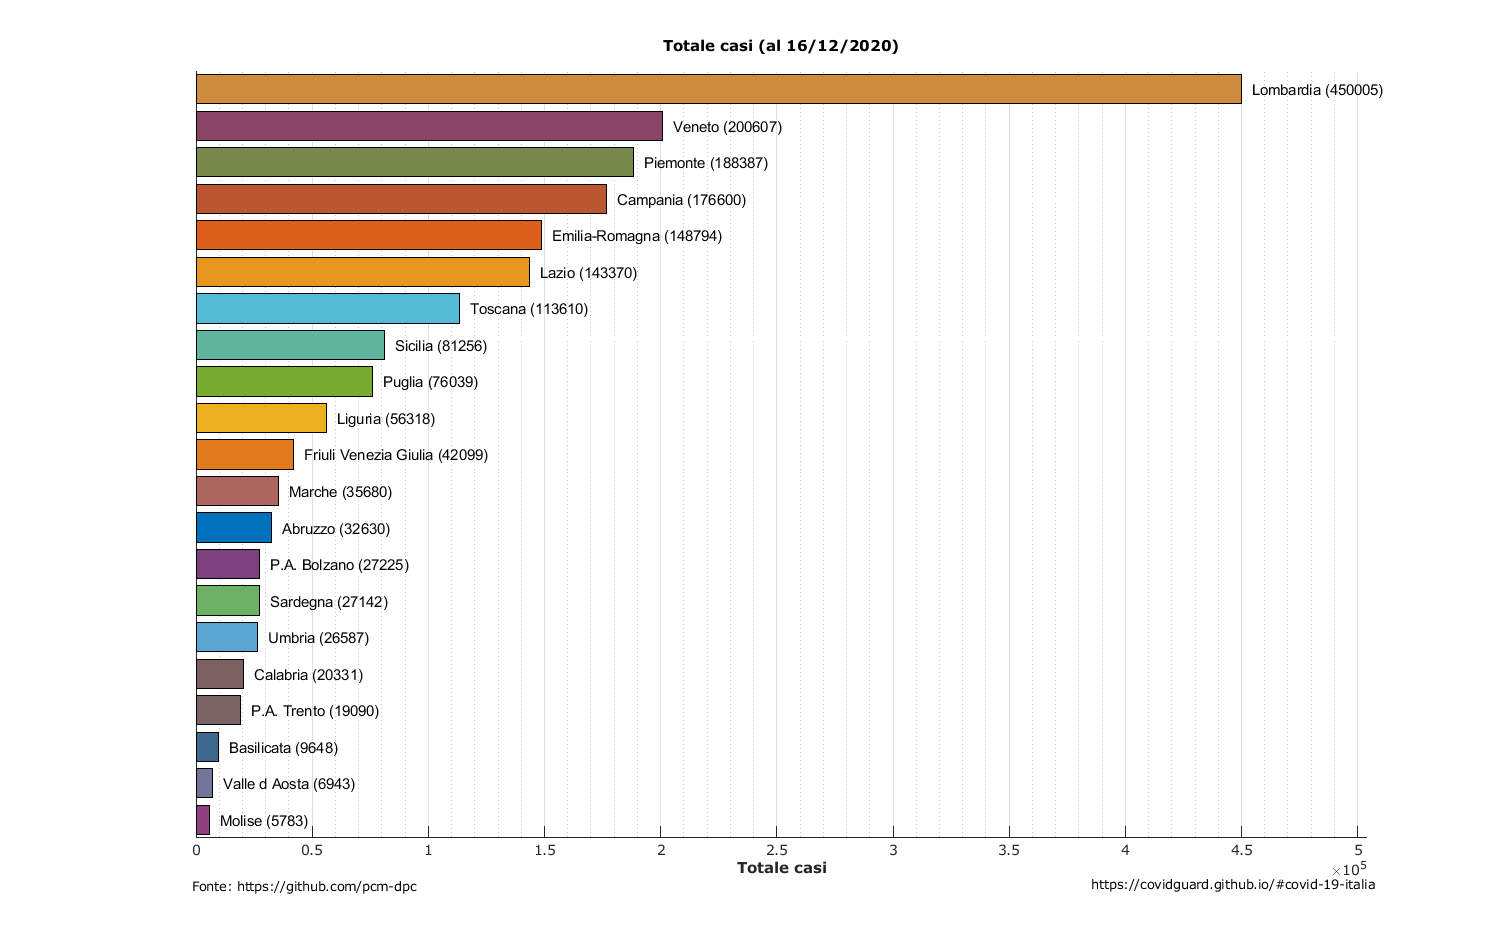 Totale casi (al 16/12/2020)
Lombardia (450005)
Veneto (200607)
Piemonte (188387)
Campania (176600)
Emilia-Romagna (148794)
Lazio (143370)
Toscana (113610)
Sicilia (81256)
Puglia (76039)
Liguria (56318)
Friuli Venezia Giulia (42099)
Marche (35680)
Abruzzo (32630)
P.A. Bolzano (27225)
Sardegna (27142)
Umbria (26587)
Calabria (20331)
P.A. Trento (19090)
Basilicata (9648)
Valle d Aosta (6943)
Molise (5783)
0 0.5 1 1.5 2 2.5 3 3.5 4 4.5 5
×10⁵
Totale casi
Fonte: https://github.com/pcm-dpc
https://covidguard.github.io/#covid-19-italia